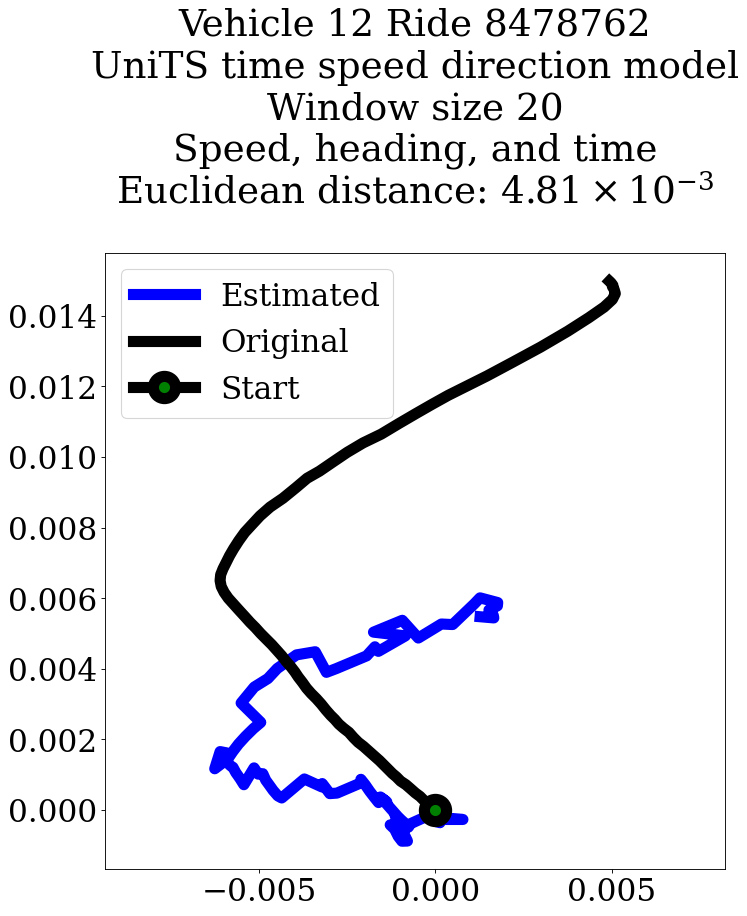 Vehicle 12 Ride 8478762
UniTS time speed direction model
Window size 20
Speed, heading, and time
Euclidean distance: 4.81 × 10⁻³
Estimated
Original
Start
0.014
0.012
0.010
0.008
0.006
0.004
0.002
0.000
−0.005
0.000
0.005